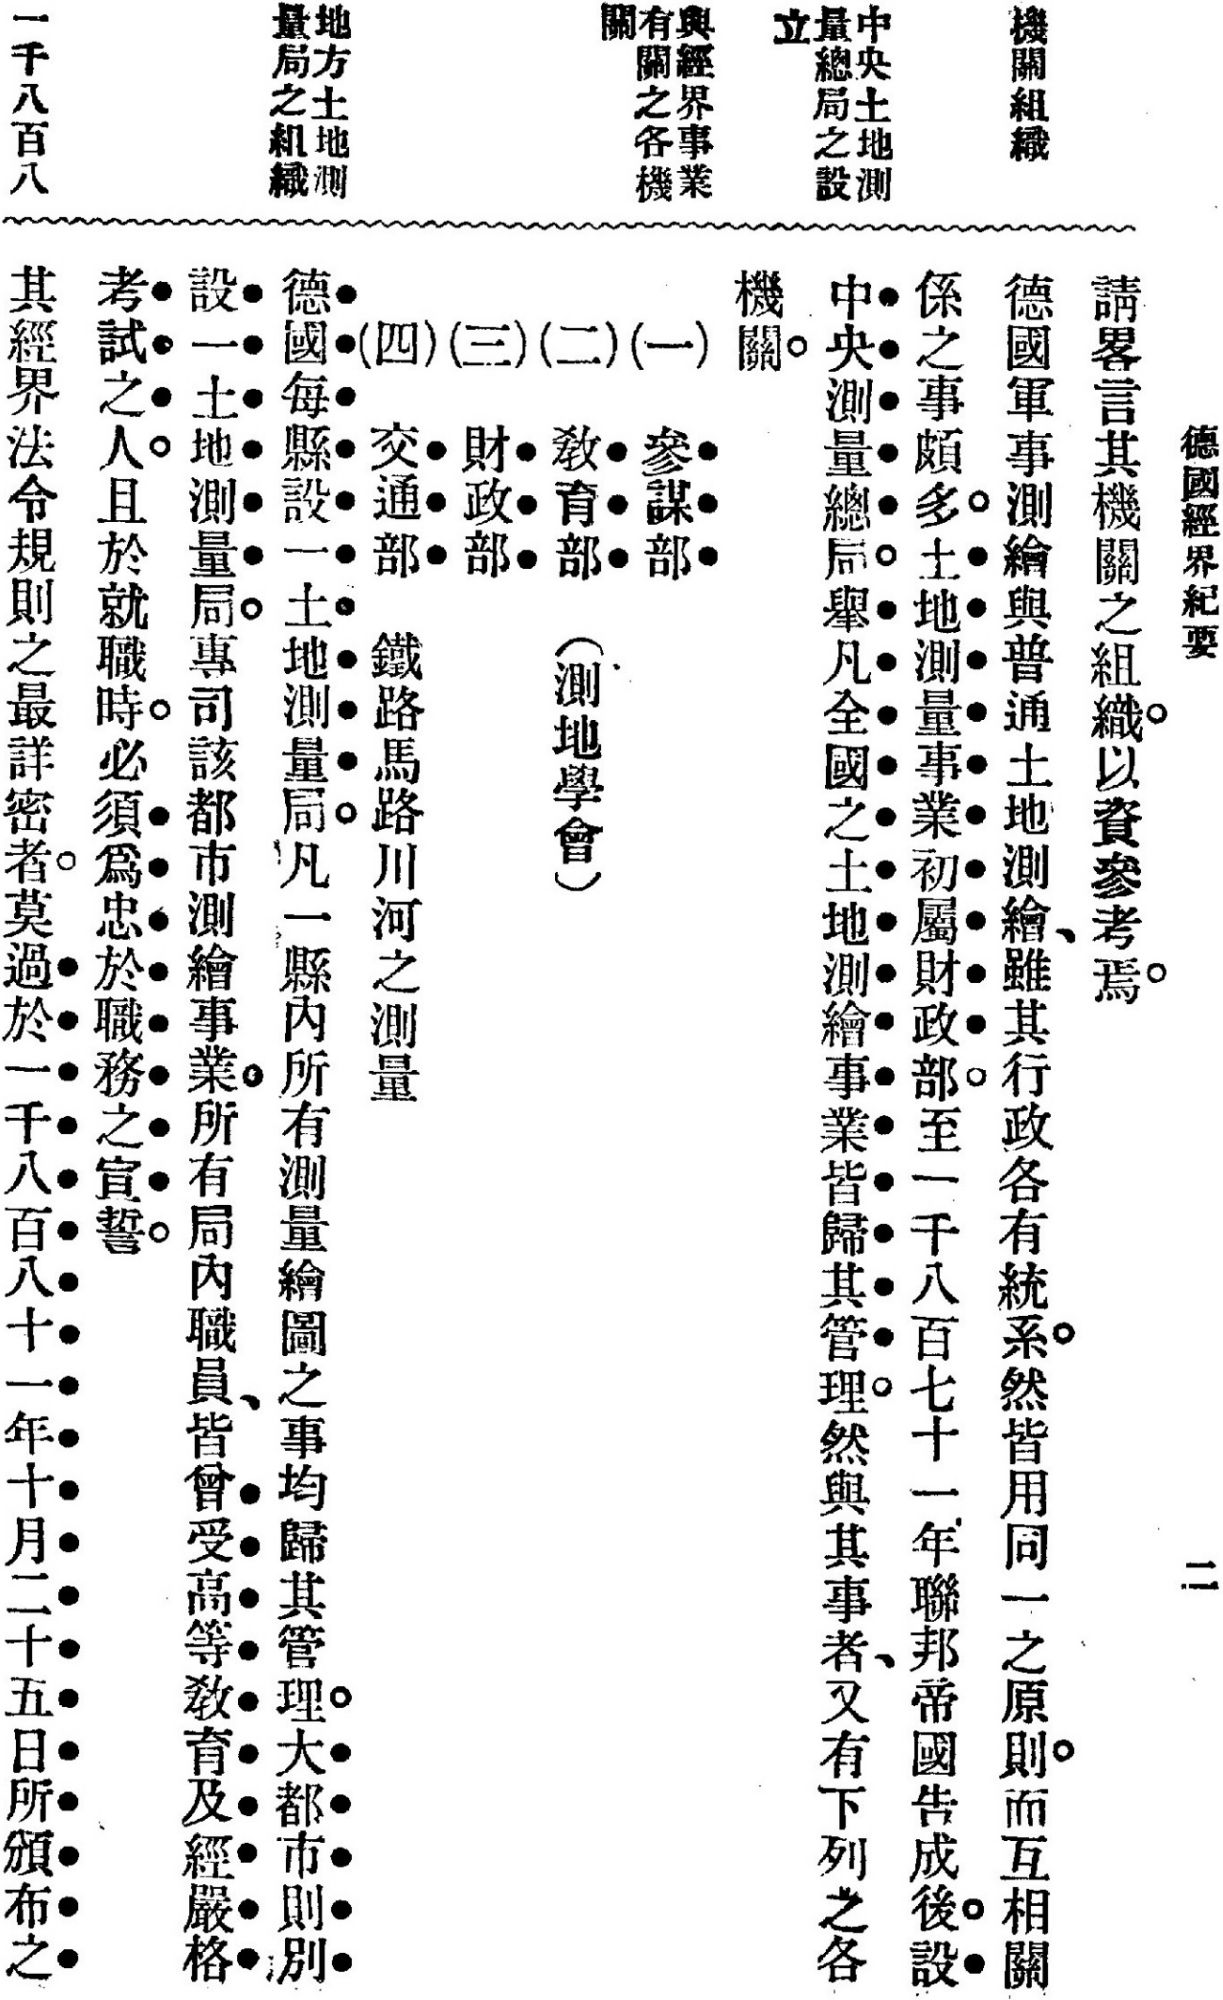 德國經界紀要
二
機關組織
中央土地測
量總局之設
立
與經界事業
有關之各機
關
地方土地測
量局之組織
一千八百八
請畧言其機關之組織。以資參考焉。
德國軍事測繪與普通土地測繪、雖其行政各有統系。然皆用同一之原則。而互相關
係之事頗多。土地測量事業初屬財政部。至一千八百七十一年聯邦帝國告成後。設
中央測量總局。舉凡全國之土地測繪事業皆歸其管理。然與其事者、又有下列之各
機關。
(一) 參謀部
(二) 教育部 (測地學會)
(三) 財政部
(四) 交通部 鐵路馬路川河之測量
德國每縣設一土地測量局。凡一縣內所有測量繪圖之事均歸其管理。大都市則別
設一土地測量局。專司該都市測繪事業。所有局內職員、皆曾受高等教育及經嚴格
考試之人。且於就職時。必須爲忠於職務之宣誓。
其經界法令規則之最詳密者。莫過於一千八百八十一年十月二十五日所頒布之